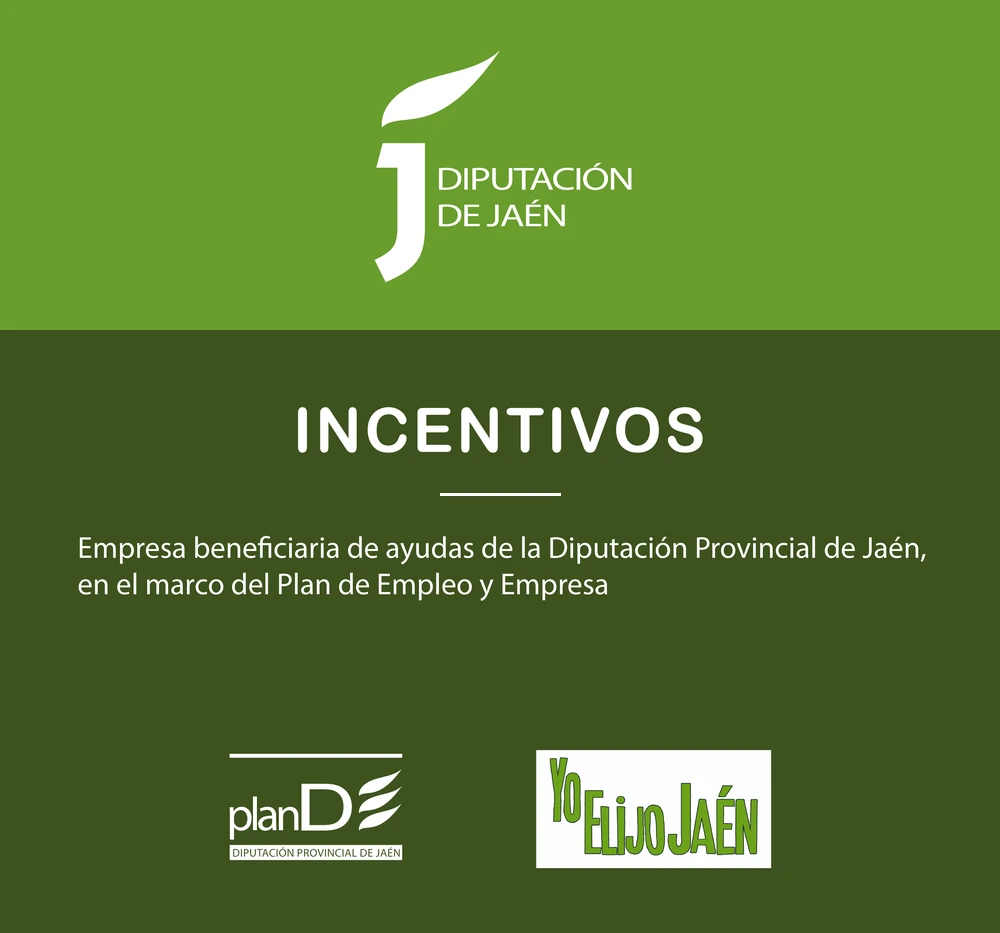 DIPUTACIÓN
DE JAÉN
INCENTIVOS
Empresa beneficiaria de ayudas de la Diputación Provincial de Jaén,
en el marco del Plan de Empleo y Empresa
planDE
DIPUTACIÓN PROVINCIAL DE JAÉN
Yo Elijo Jaén